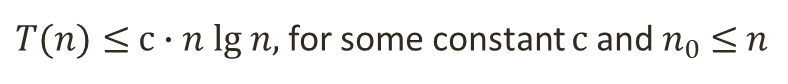 T(n) ≤ c · n lg n, for some constant c and n₀ ≤ n